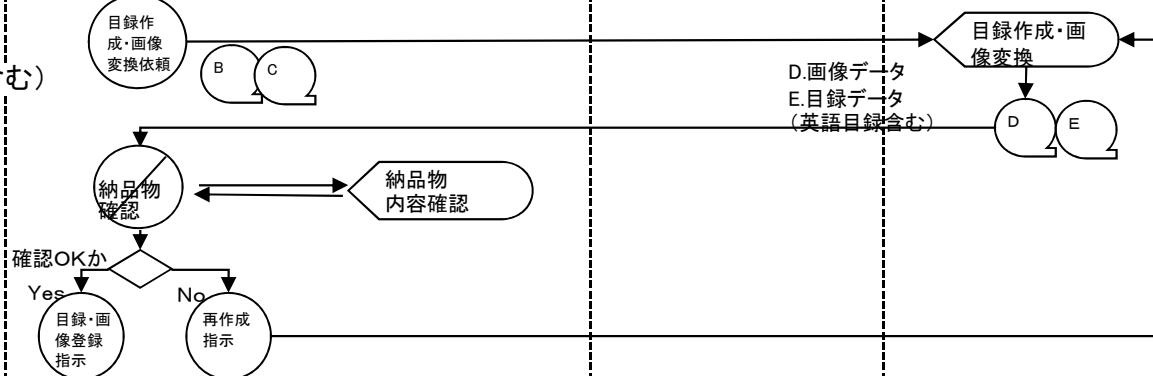 目録作
成・画像
変換依頼
B
C
目録作成・画
像変換
む）
D.画像データ
E.目録データ
（英語目録含む）
D
E
納品物
確認
納品物
内容確認
確認OKか
Yes
No
目録・画
像登録
指示
再作成
指示